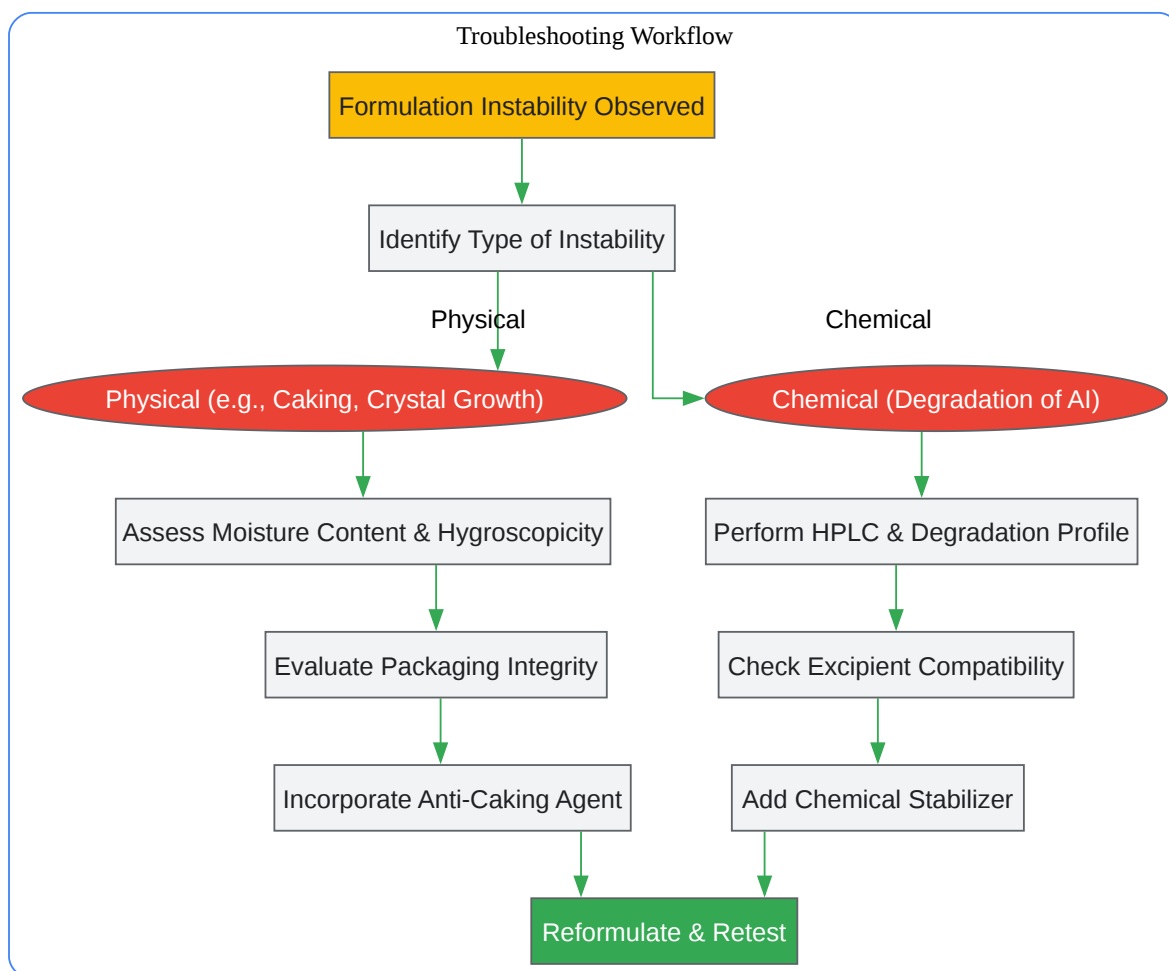 Troubleshooting Workflow
Formulation Instability Observed
Identify Type of Instability
Physical
Chemical
Physical (e.g., Caking, Crystal Growth)
Chemical (Degradation of AI)
Assess Moisture Content & Hygroscopicity
Perform HPLC & Degradation Profile
Evaluate Packaging Integrity
Check Excipient Compatibility
Incorporate Anti-Caking Agent
Add Chemical Stabilizer
Reformulate & Retest